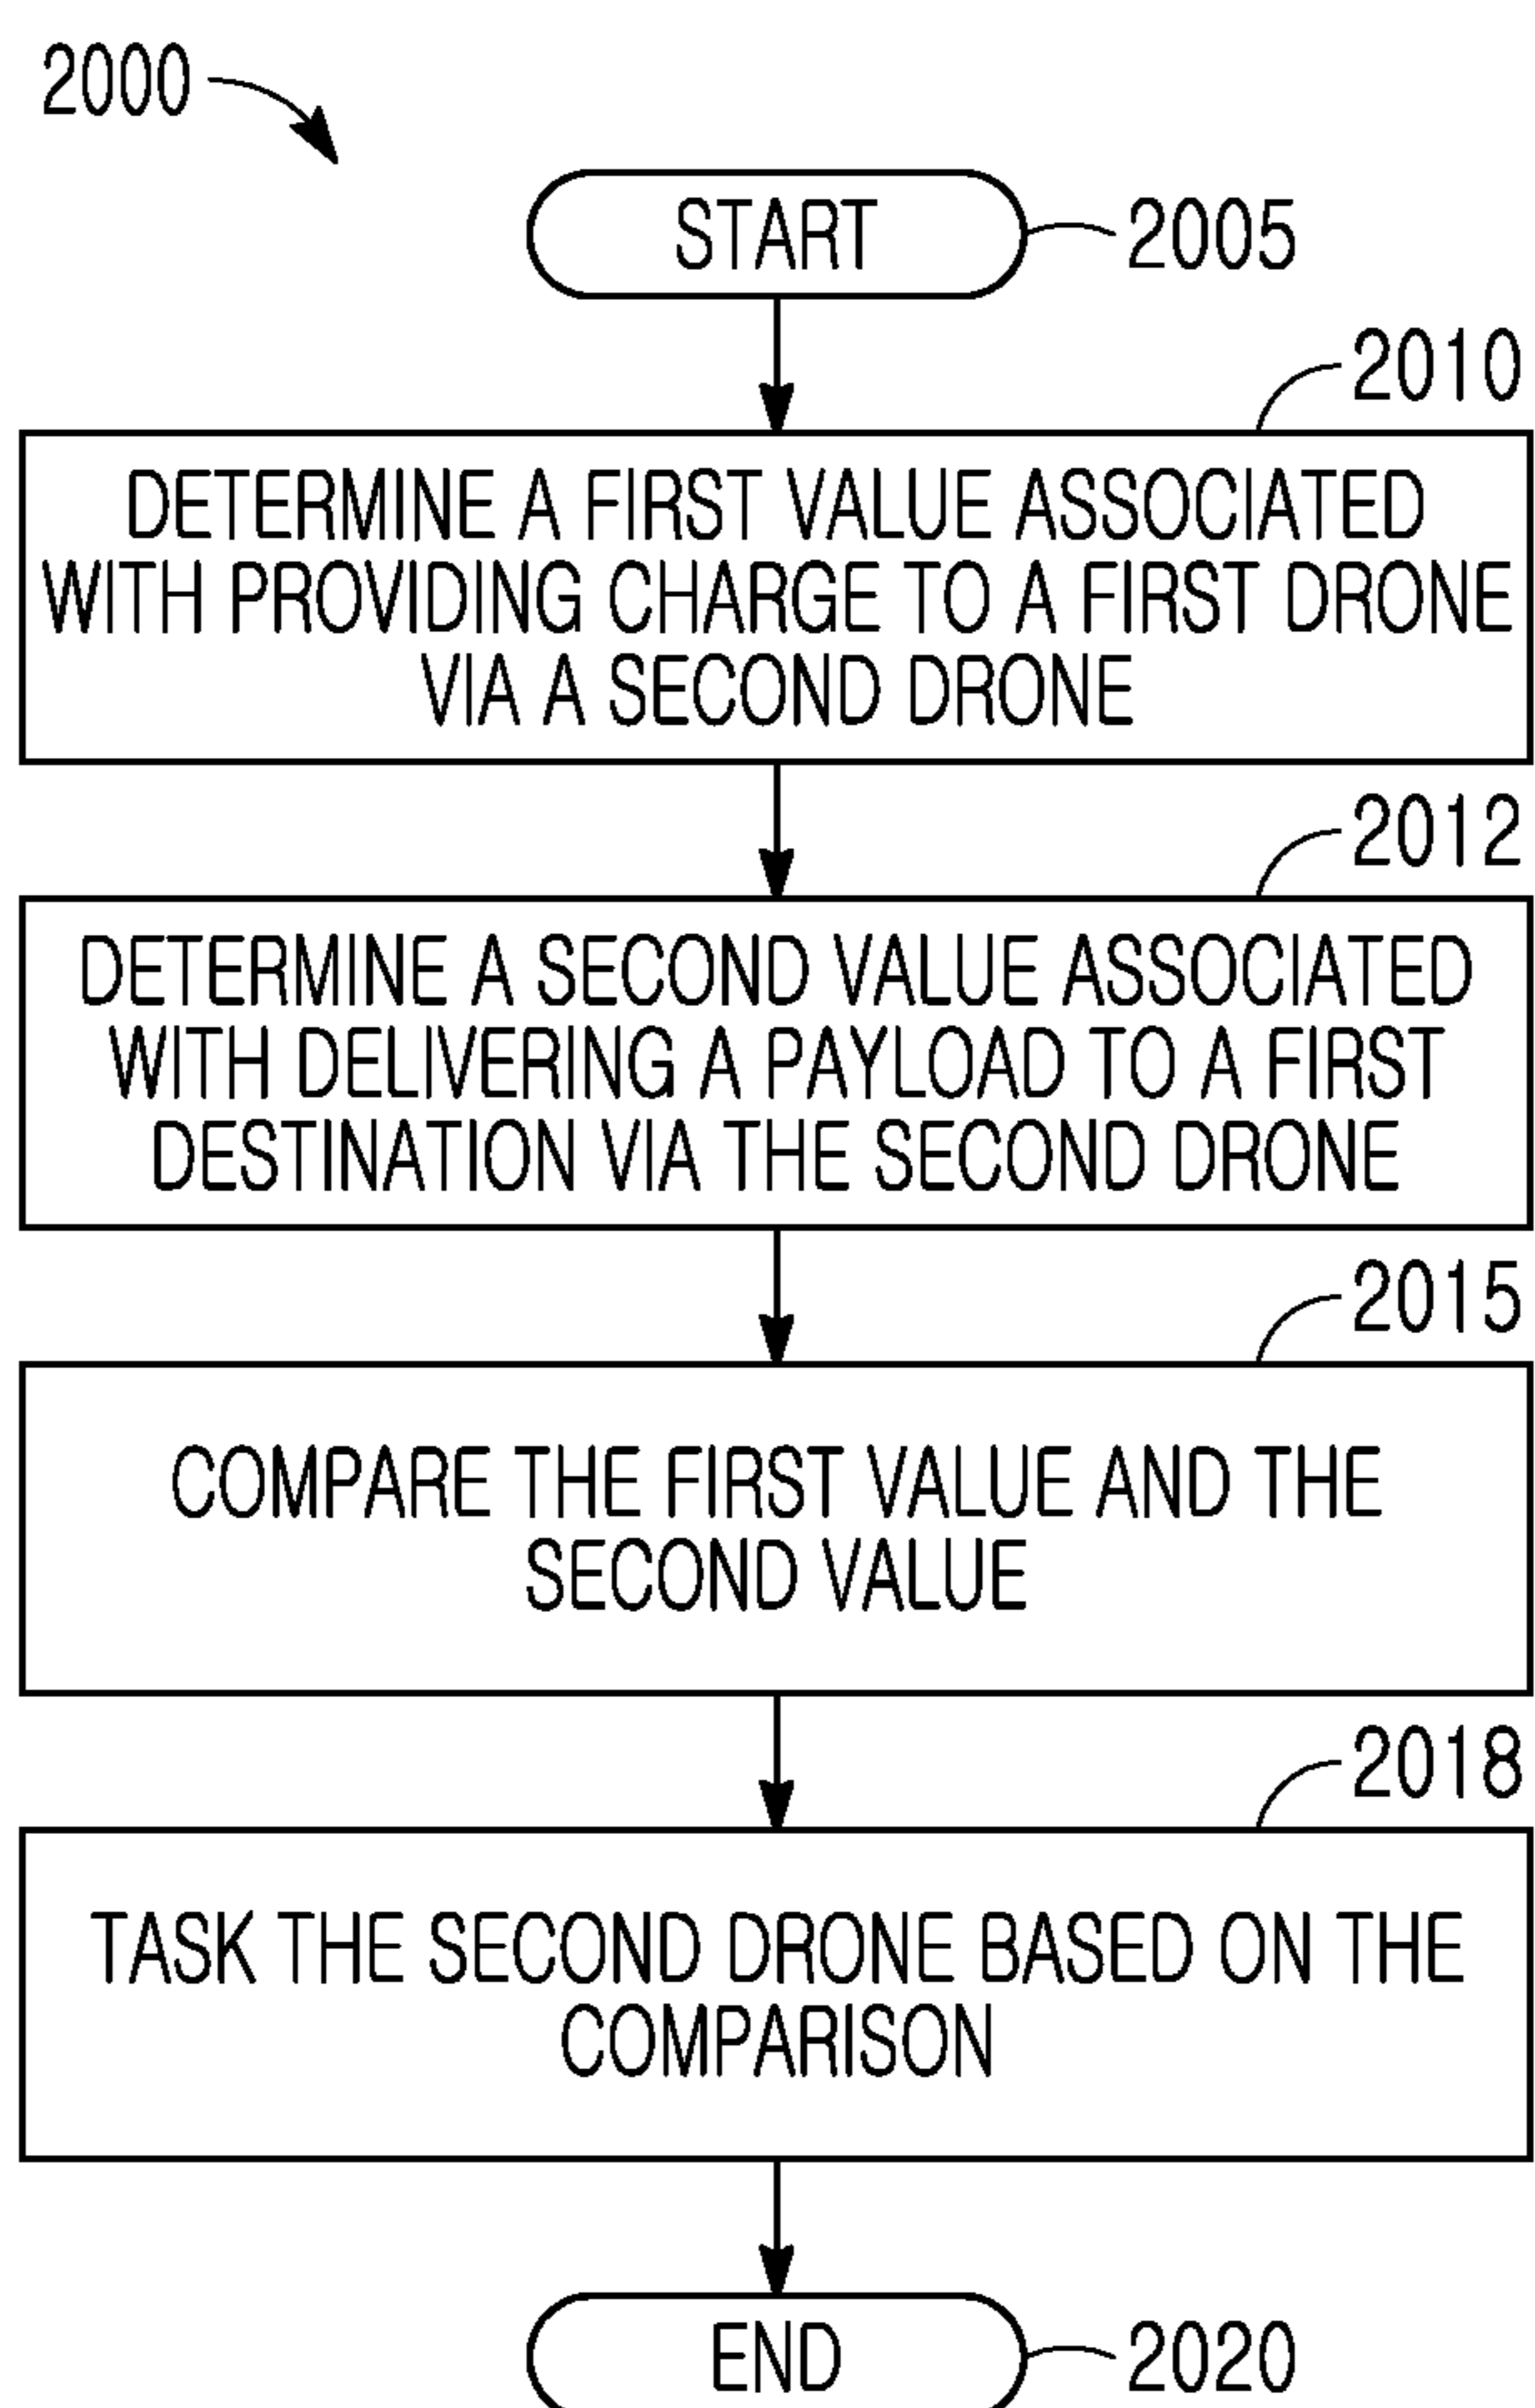 2000
START
2005
2010
DETERMINE A FIRST VALUE ASSOCIATED
WITH PROVIDING CHARGE TO A FIRST DRONE
VIA A SECOND DRONE
2012
DETERMINE A SECOND VALUE ASSOCIATED
WITH DELIVERING A PAYLOAD TO A FIRST
DESTINATION VIA THE SECOND DRONE
2015
COMPARE THE FIRST VALUE AND THE
SECOND VALUE
2018
TASK THE SECOND DRONE BASED ON THE
COMPARISON
END
2020